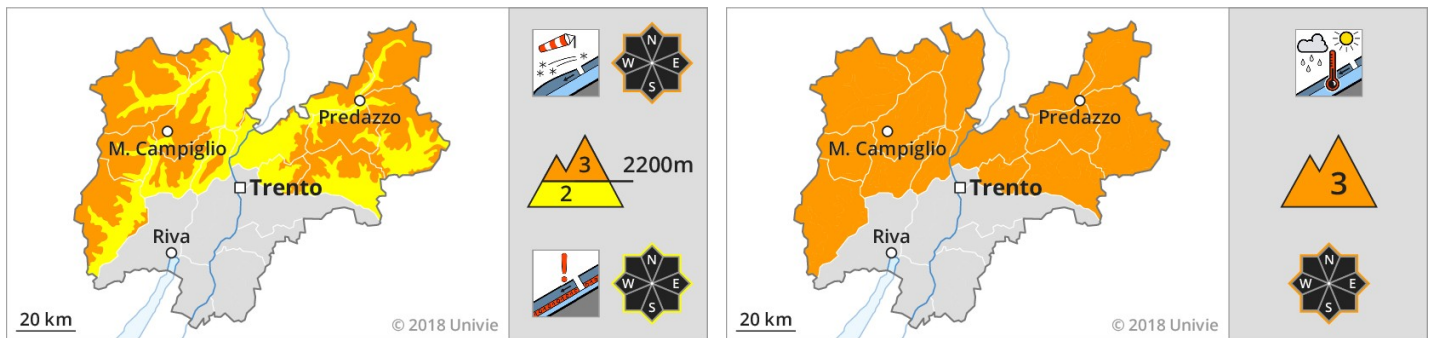 N
W E
S
Predazzo
M. Campiglio
3 2200m
2
Trento
Riva
N
W E
S
20 km
© 2018 Univie
Predazzo
M. Campiglio
3
Trento
Riva
N
W E
S
20 km
© 2018 Univie